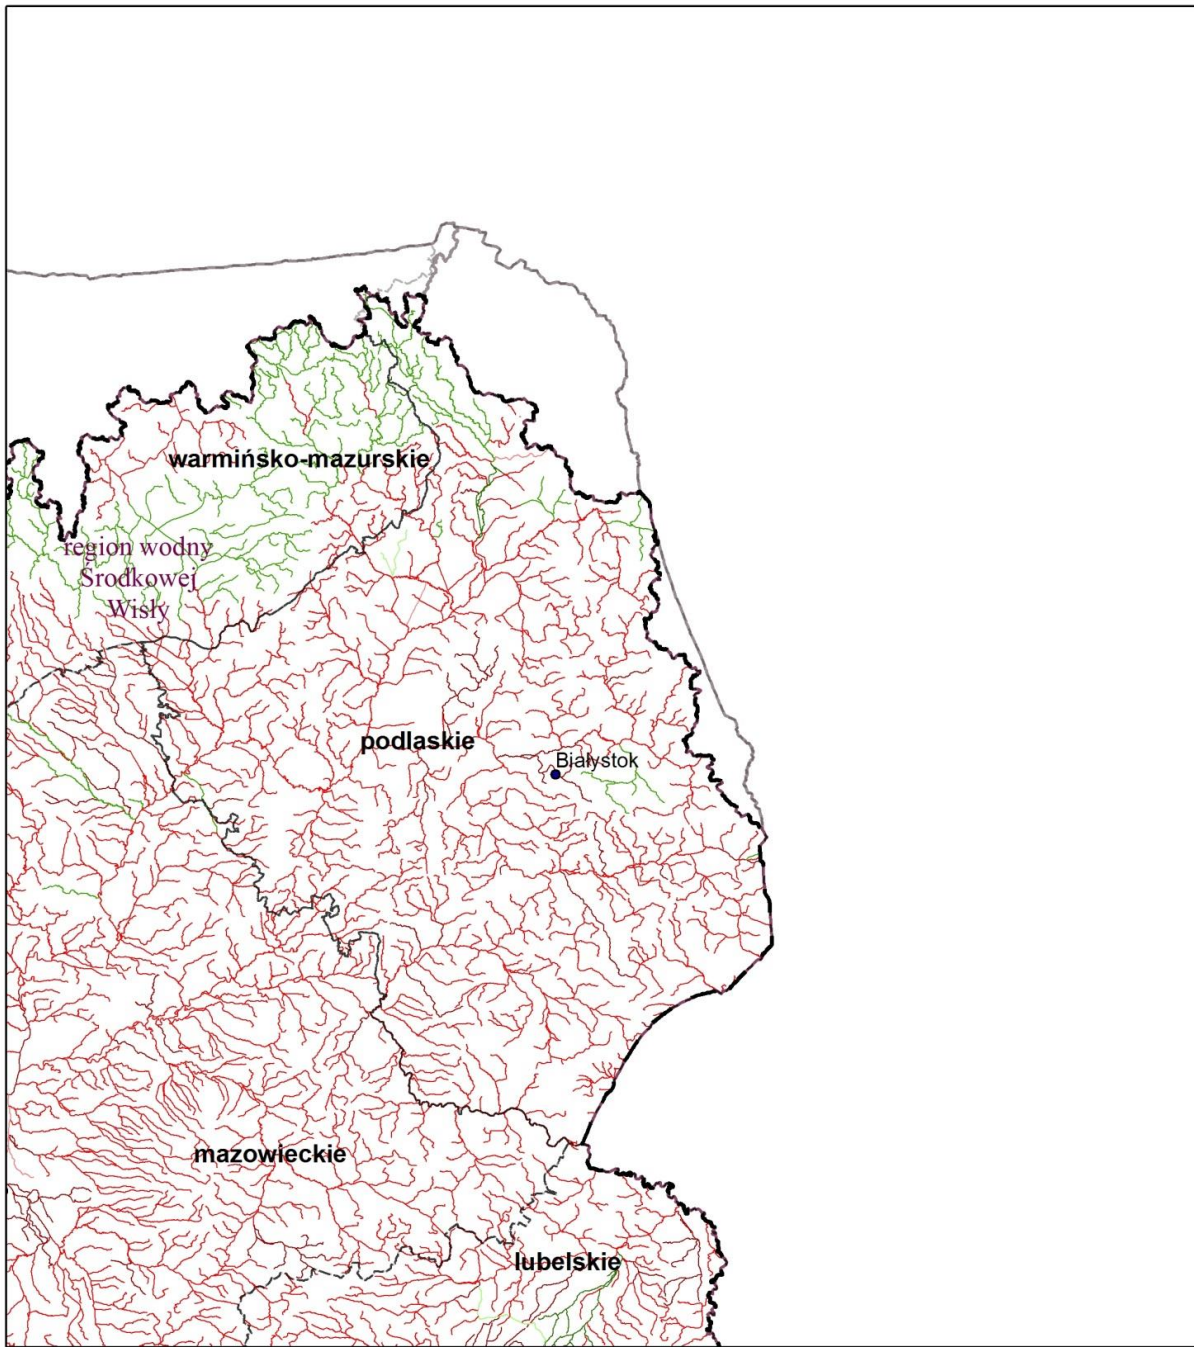 warmińsko-mazurskie
region wodny
Środkowej
Wisły
podlaskie
Białystok
mazowieckie
lubelskie